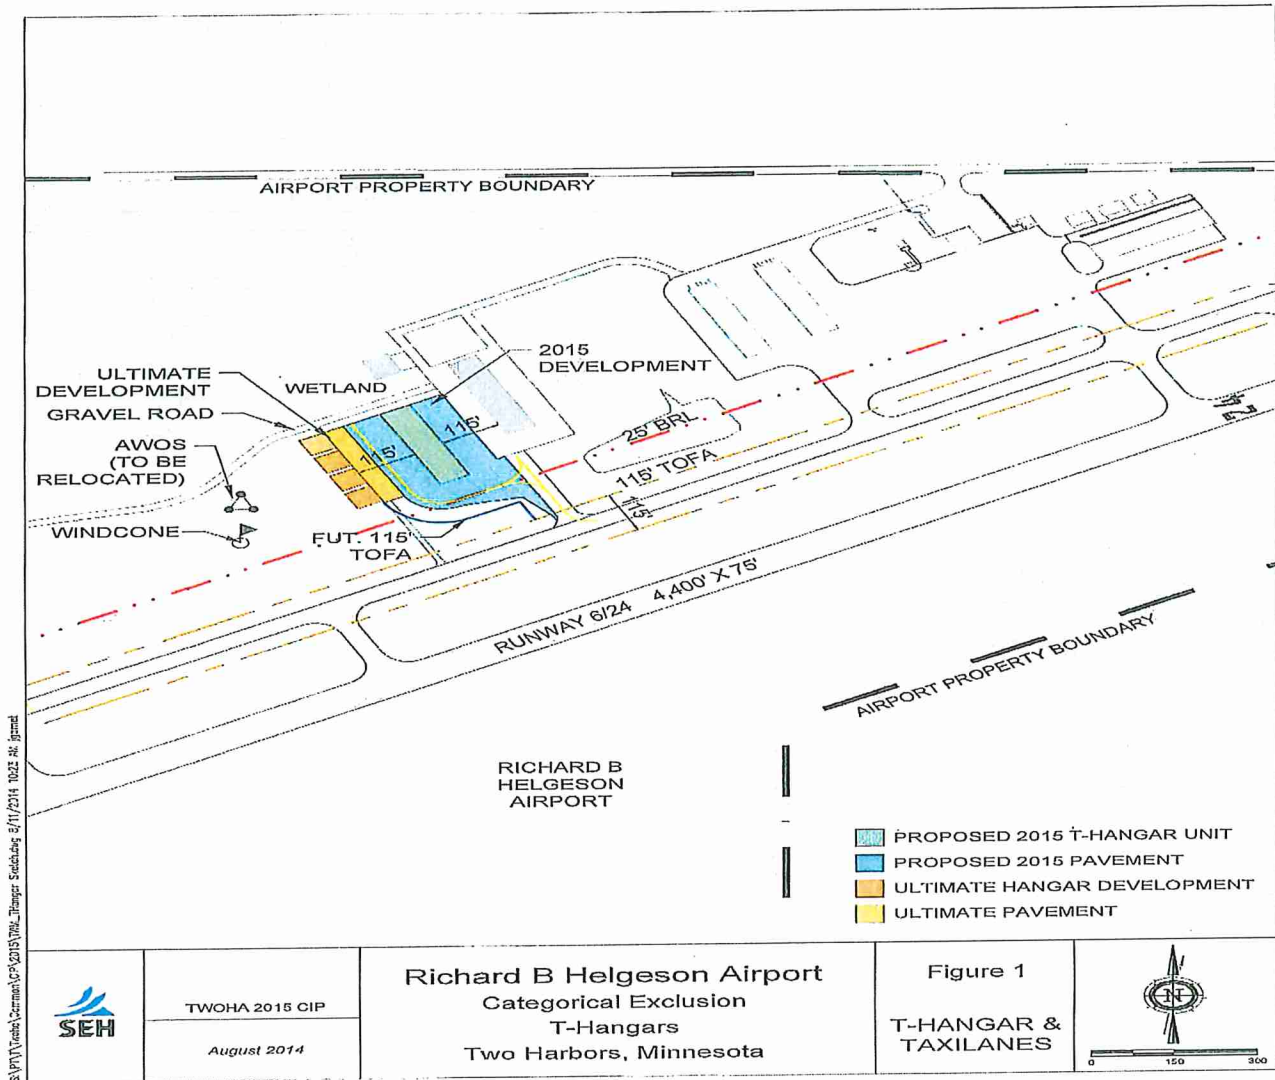 AIRPORT PROPERTY BOUNDARY
2015
DEVELOPMENT
ULTIMATE
DEVELOPMENT
WETLAND
GRAVEL ROAD
AWOS
(TO BE
RELOCATED)
WINDCONE
115'
115'
25' BRL
115' TOFA
115'
FUT. 115'
TOFA
24
RUNWAY 6/24 4,400' X 75'
AIRPORT PROPERTY BOUNDARY
RICHARD B
HELGESON
AIRPORT
PROPOSED 2015 T-HANGAR UNIT
PROPOSED 2015 PAVEMENT
ULTIMATE HANGAR DEVELOPMENT
ULTIMATE PAVEMENT
SEH
TWOHA 2015 CIP
August 2014
Richard B Helgeson Airport
Categorical Exclusion
T-Hangars
Two Harbors, Minnesota
Figure 1
T-HANGAR &
TAXILANES
N
0 150 300